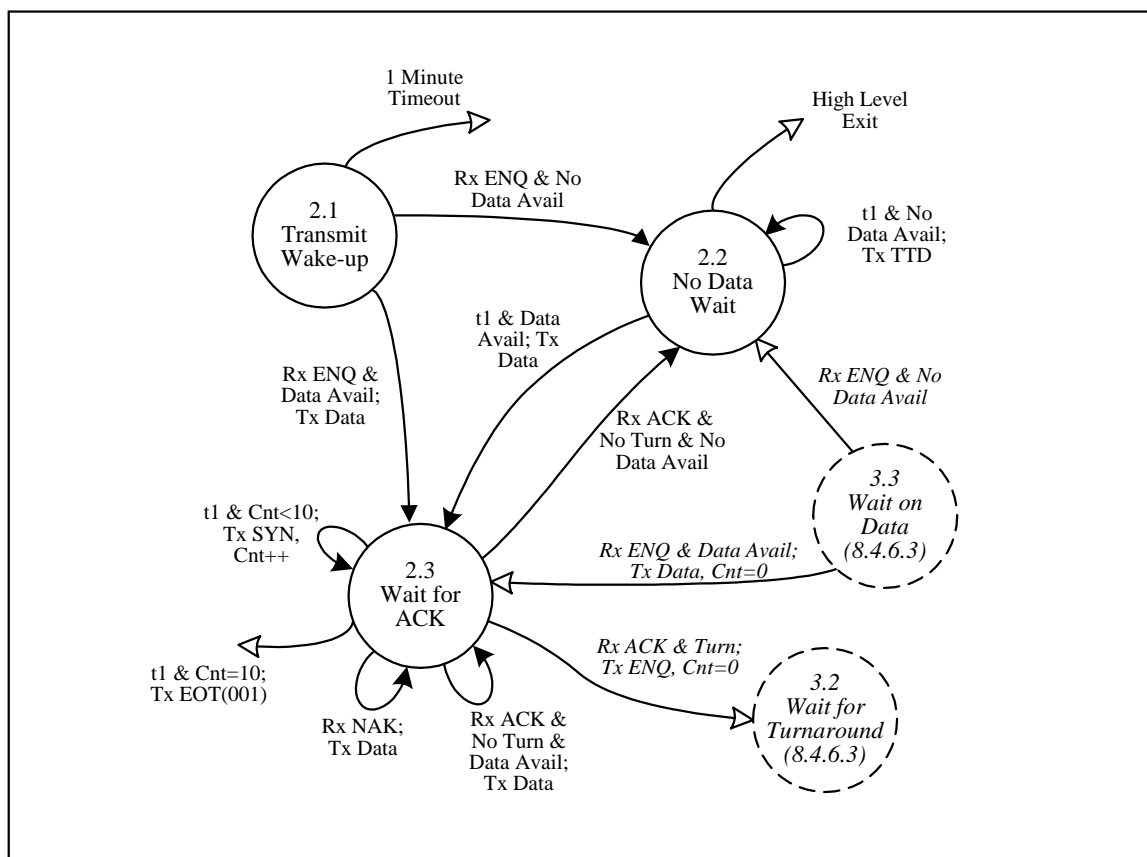 1 Minute
Timeout
High Level
Exit
Rx ENQ & No
Data Avail
2.1
Transmit
Wake-up
t1 & No
Data Avail;
Tx TTD
2.2
No Data
Wait
t1 & Data
Avail; Tx
Data
Rx ENQ &
Data Avail;
Tx Data
Rx ENQ & No
Data Avail
Rx ACK &
No Turn & No
Data Avail
3.3
Wait on
Data
(8.4.6.3)
t1 & Cnt<10;
Tx SYN,
Cnt++
Rx ENQ & Data Avail;
Tx Data, Cnt=0
2.3
Wait for
ACK
Rx ACK & Turn;
Tx ENQ, Cnt=0
t1 & Cnt=10;
Tx EOT(001)
3.2
Wait for
Turnaround
(8.4.6.3)
Rx NAK;
Tx Data
Rx ACK &
No Turn &
Data Avail;
Tx Data